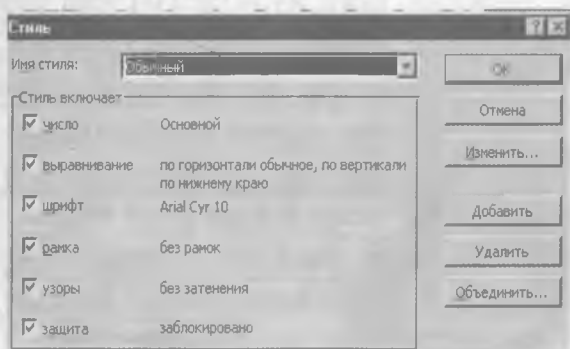 Стиль
Имя стиля:
Обычный
OK
Стиль включает
Отмена
число
Основной
Изменить...
выравнивание
по горизонтали обычное, по вертикали
по нижнему краю
шрифт
Arial Cyr 10
Добавить
рамка
без рамок
Удалить
узоры
без затенения
Объединить...
защита
заблокировано